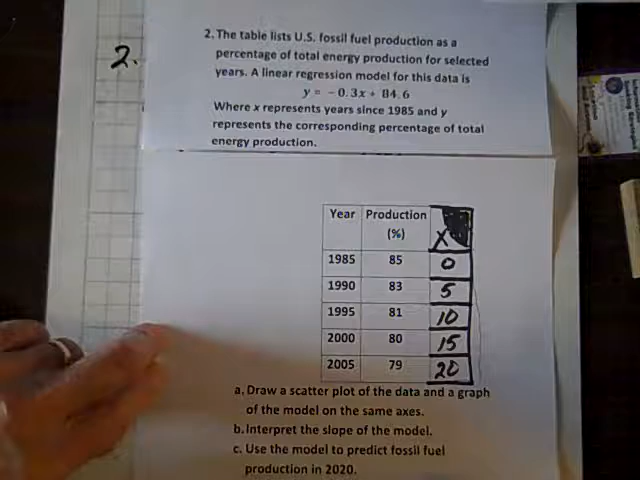 2.
2. The table lists U.S. fossil fuel production as a
percentage of total energy production for selected
years. A linear regression model for this data is
y = −0.3x + 84.6
Where x represents years since 1985 and y
represents the corresponding percentage of total
energy production.
Year Production (%) X
1985 85 0
1990 83 5
1995 81 10
2000 80 15
2005 79 20
a. Draw a scatter plot of the data and a graph
of the model on the same axes.
b. Interpret the slope of the model.
c. Use the model to predict fossil fuel
production in 2020.